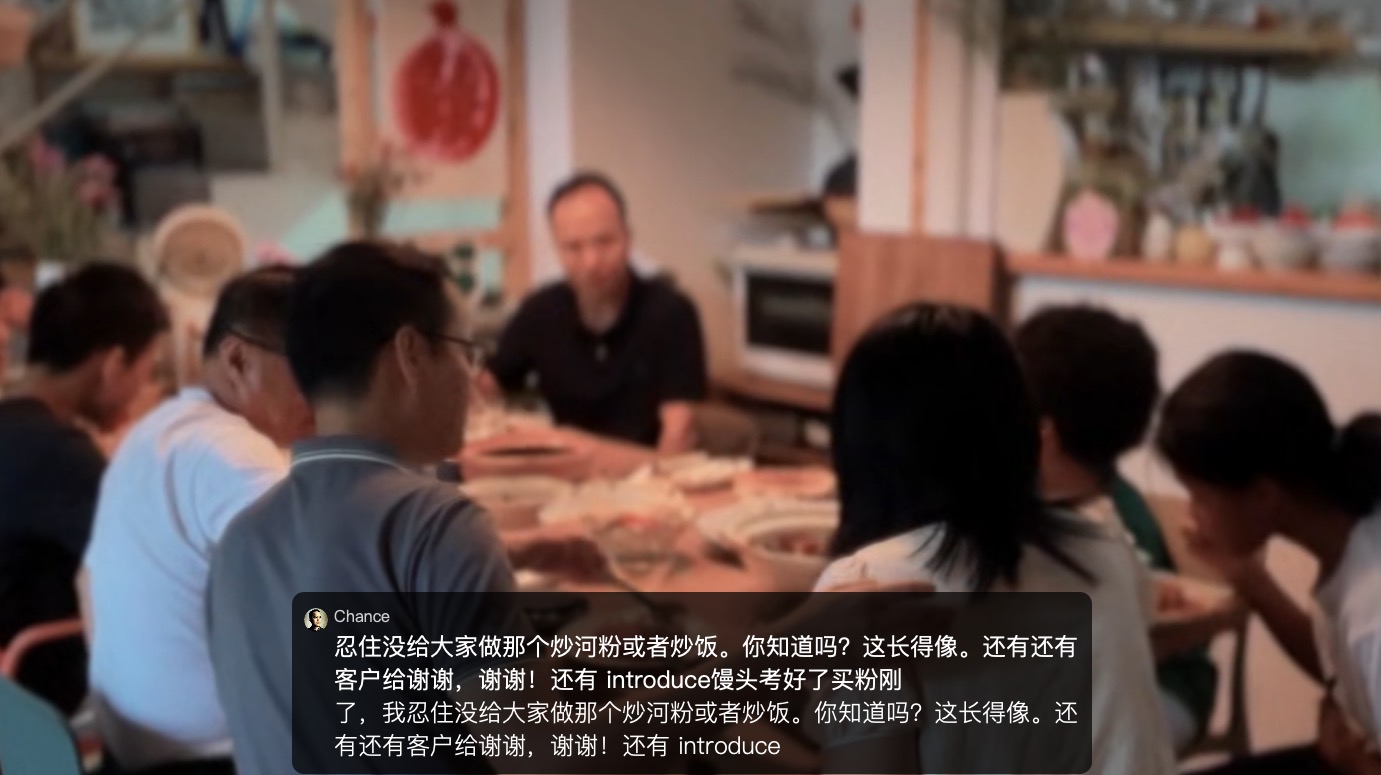 Chance
忍住没给大家做那个炒河粉或者炒饭。你知道吗？这长得像。还有还有
客户给谢谢，谢谢！还有 introduce馒头考好了买粉刚
了，我忍住没给大家做那个炒河粉或者炒饭。你知道吗？这长得像。还
有还有客户给谢谢，谢谢！还有 introduce